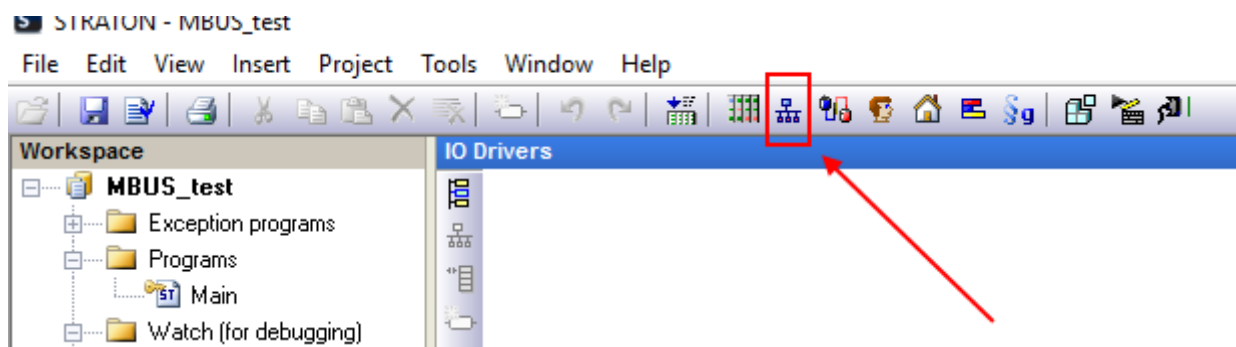 STRATON - MBUS_test
File Edit View Insert Project Tools Window Help
§g
Workspace
IO Drivers
MBUS_test
Exception programs
Programs
ST Main
Watch (for debugging)